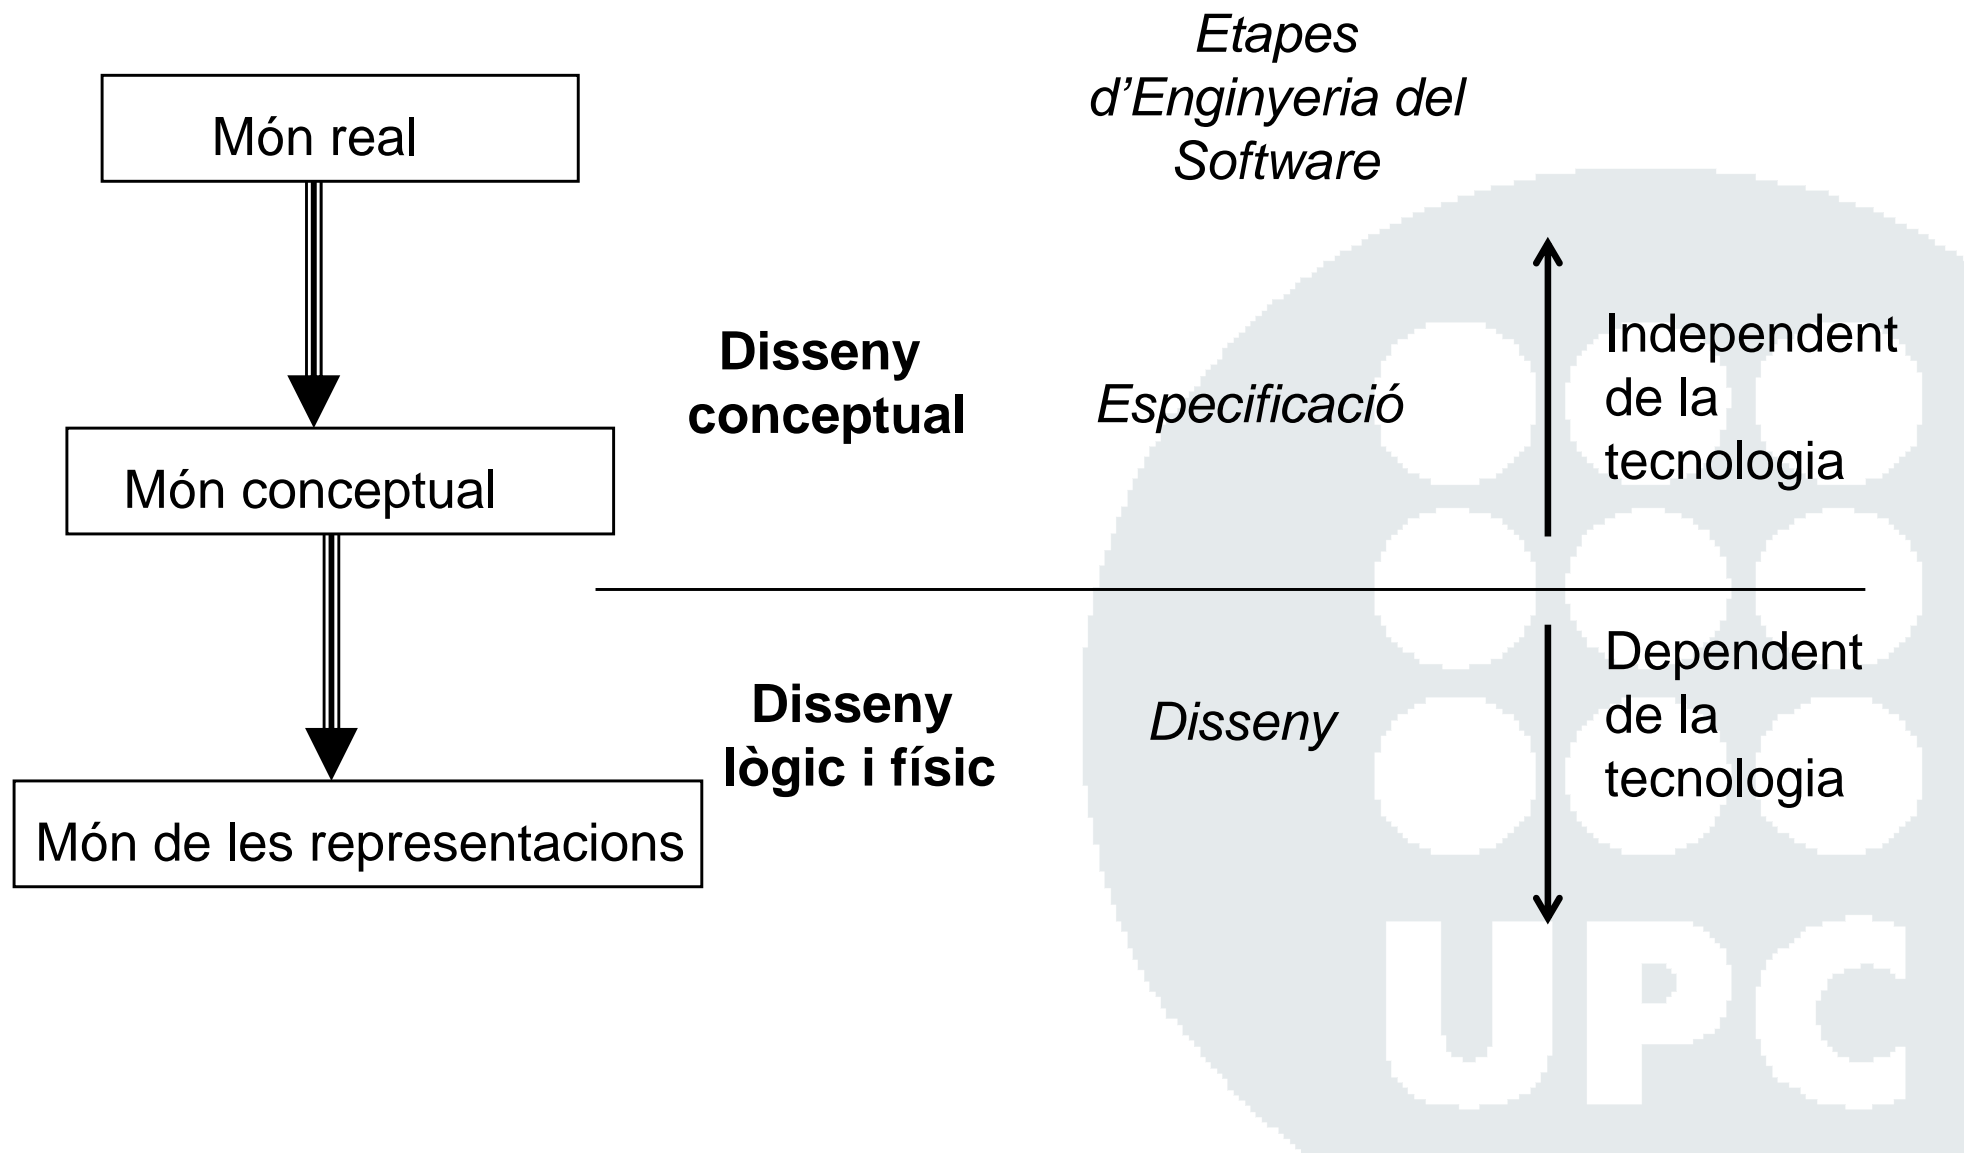 Etapes
d’Enginyeria del
Software
Món real
Disseny
conceptual
Especificació
Independent
de la
tecnologia
Món conceptual
Disseny
lògic i físic
Disseny
Dependent
de la
tecnologia
Món de les representacions
UPC